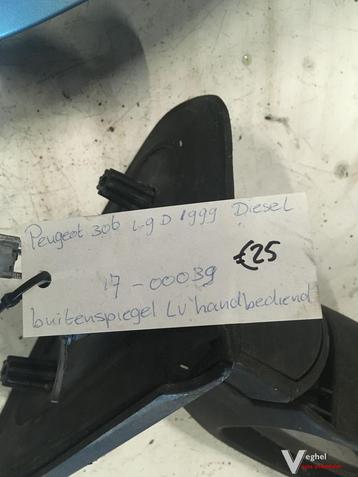 Peugeot 306 1.9 D 1999 Diesel
€25
17-00039
buitenspiegel LV handbediend
Veghel